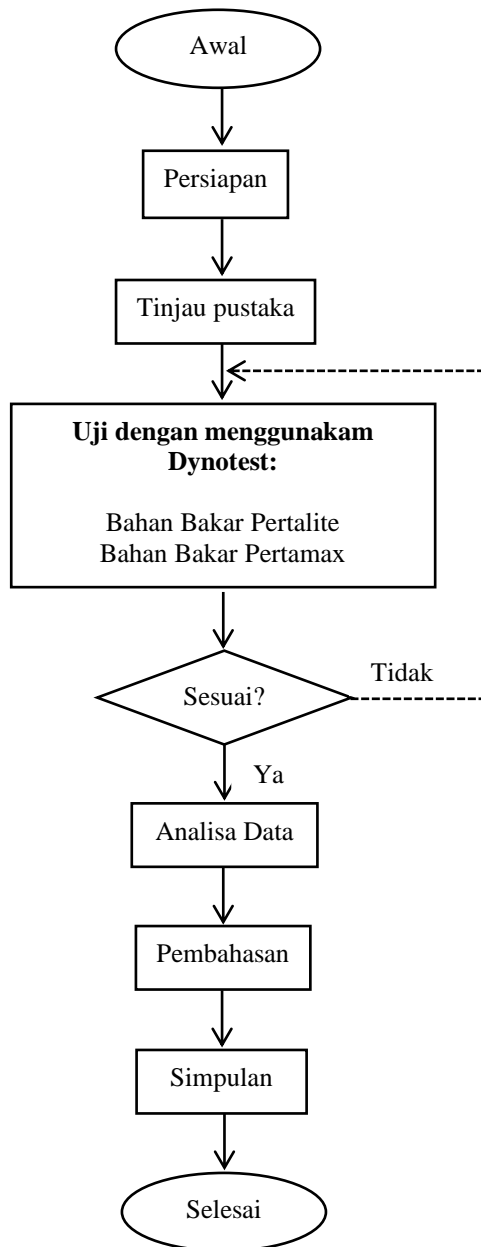 Awal
Persiapan
Tinjau pustaka
Uji dengan menggunakam
Dynotest:
Bahan Bakar Pertalite
Bahan Bakar Pertamax
Sesuai?
Tidak
Ya
Analisa Data
Pembahasan
Simpulan
Selesai